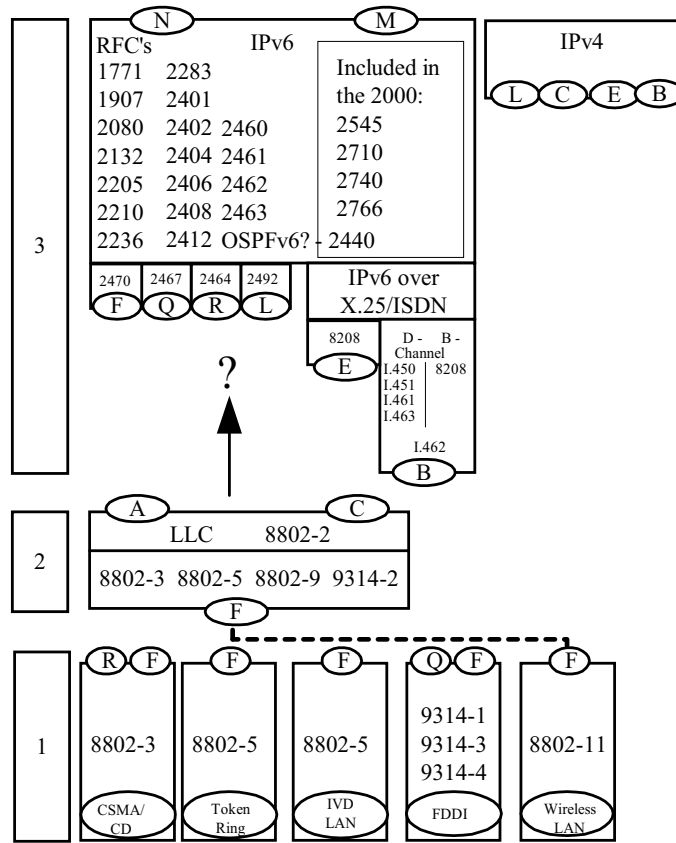 N
M
RFC's
IPv6
1771 2283
1907 2401
2080 2402 2460
2132 2404 2461
2205 2406 2462
2210 2408 2463
2236 2412 OSPFv6? - 2440
Included in
the 2000:
2545
2710
2740
2766
IPv4
L C E B
3
2470 2467 2464 2492
F Q R L
IPv6 over
X.25/ISDN
8208
E
D - B -
Channel
I.450 8208
I.451
I.461
I.463
I.462
B
?
A C
2
LLC 8802-2
8802-3 8802-5 8802-9 9314-2
F
R F F F Q F F
1
8802-3
CSMA/
CD
8802-5
Token
Ring
8802-5
IVD
LAN
9314-1
9314-3
9314-4
FDDI
8802-11
Wireless
LAN